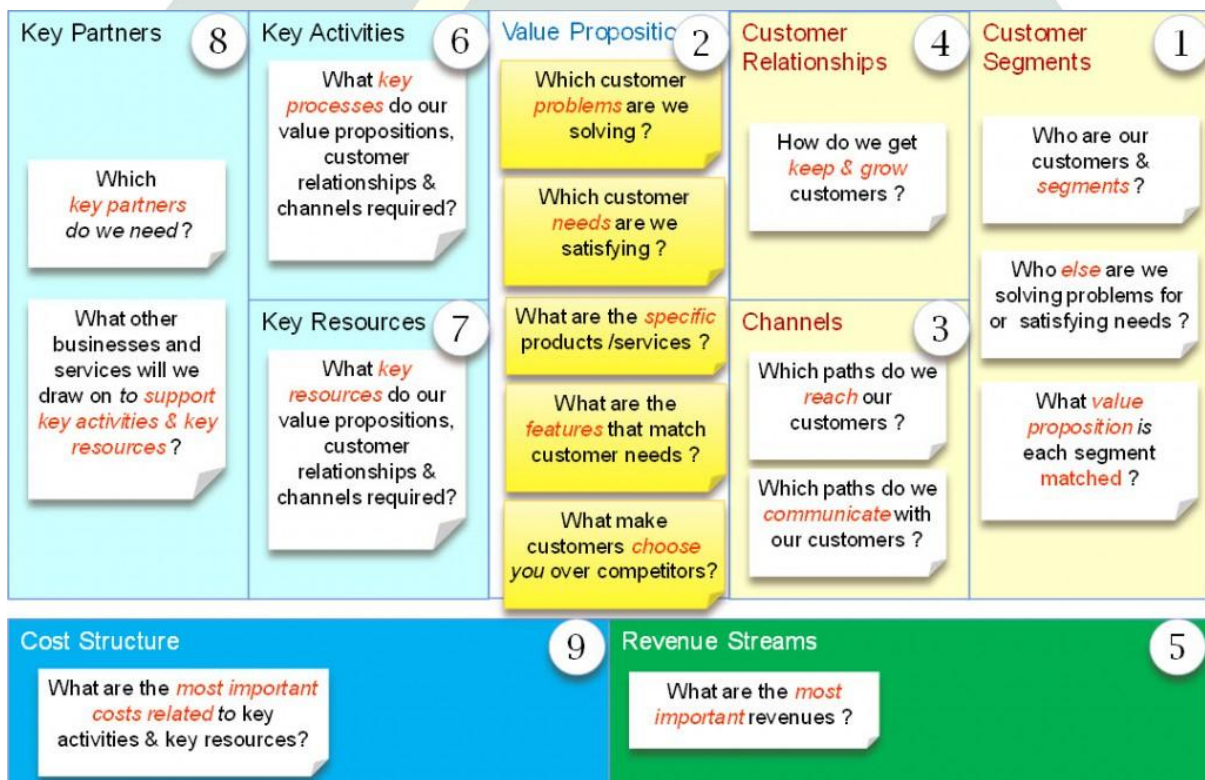 Key Partners
8
Which
key partners
do we need ?
What other
businesses and
services will we
draw on to support
key activities & key
resources ?
Key Activities
6
What key
processes do our
value propositions,
customer
relationships &
channels required?
Key Resources
7
What key
resources do our
value propositions,
customer
relationships &
channels required?
Value Propositio
2
Which customer
problems are we
solving ?
Which customer
needs are we
satisfying ?
What are the specific
products /services ?
What are the
features that match
customer needs ?
What make
customers choose
you over competitors?
Customer
Relationships
4
How do we get
keep & grow
customers ?
Channels
3
Which paths do we
reach our
customers ?
Which paths do we
communicate with
our customers ?
Customer
Segments
1
Who are our
customers &
segments ?
Who else are we
solving problems for
or satisfying needs ?
What value
proposition is
each segment
matched ?
Cost Structure
9
What are the most important
costs related to key
activities & key resources?
Revenue Streams
5
What are the most
important revenues ?